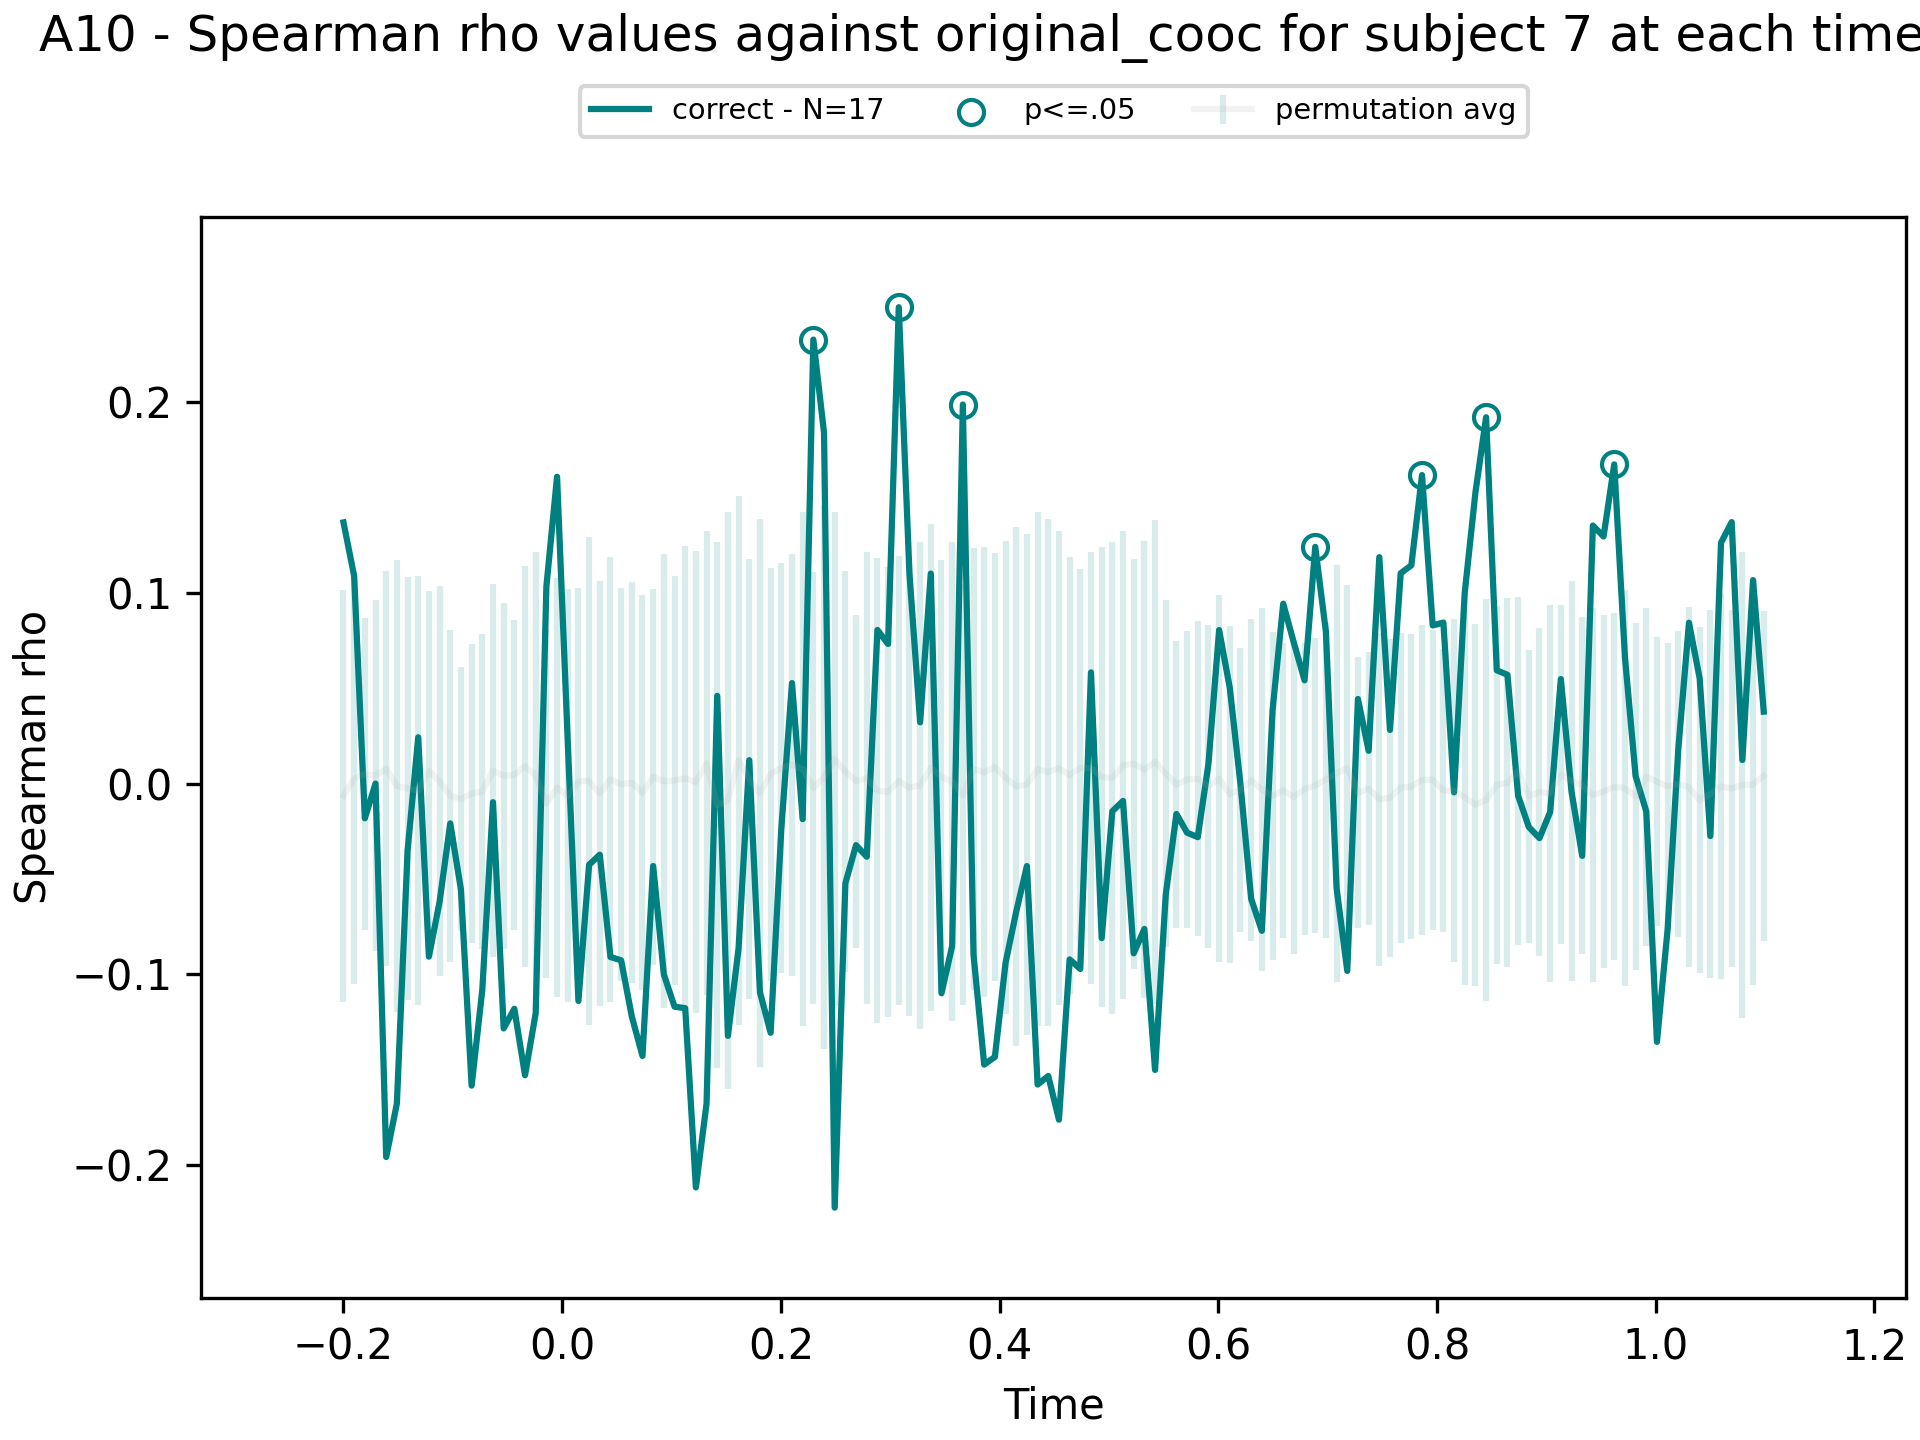 A10 - Spearman rho values against original_cooc for subject 7 at each time
correct - N=17 p<=.05 permutation avg
Spearman rho
0.2
0.1
0.0
−0.1
−0.2
−0.2 0.0 0.2 0.4 0.6 0.8 1.0 1.2
Time